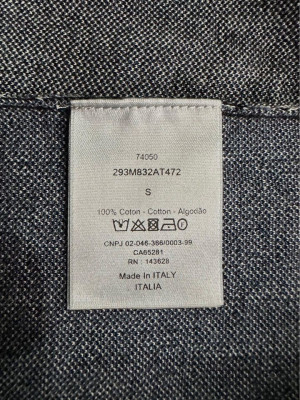 74050
293M832AT472
S
100% Coton - Cotton - Algodão
CNPJ 02-046-386/0003-99
CA65281
RN : 143628
Made In ITALY
ITALIA